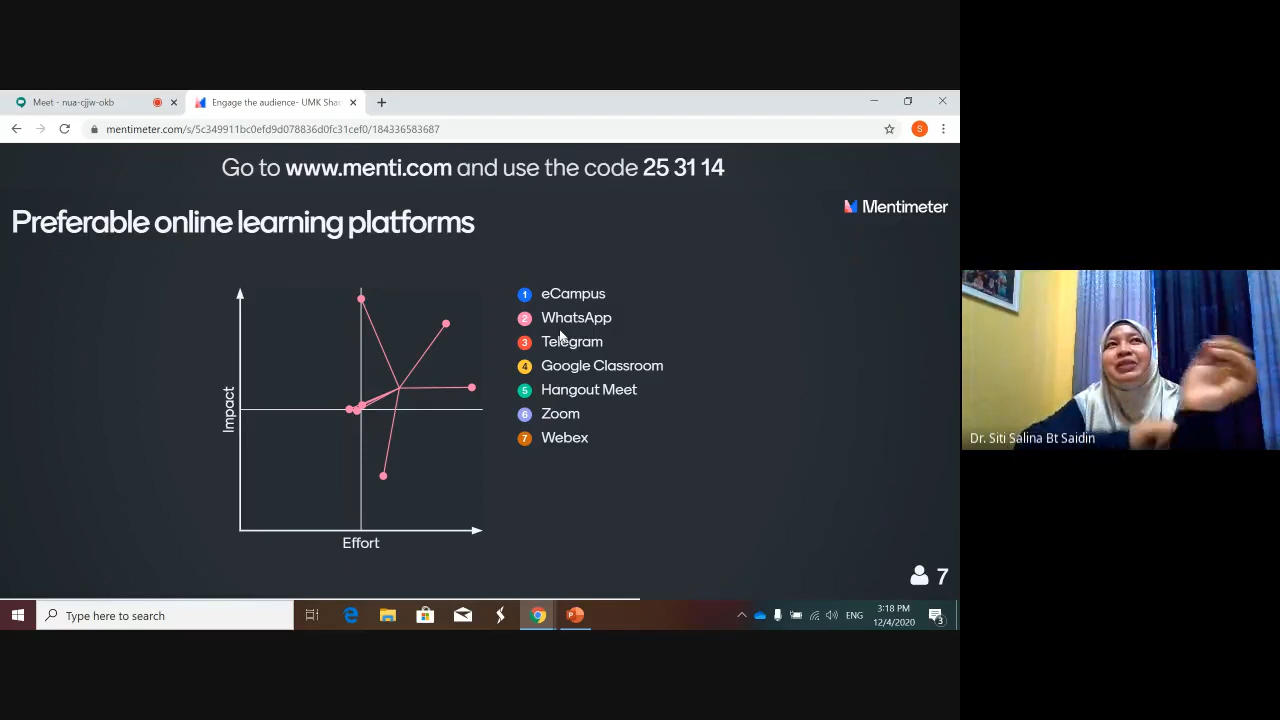 Meet - nua-cjjw-okb
Engage the audience- UMK Shar
mentimeter.com/s/5c349911bc0efd9d078836d0fc31cef0/184336583687
S
Go to www.menti.com and use the code 25 31 14
Mentimeter
Preferable online learning platforms
Impact
Effort
1 eCampus
2 WhatsApp
3 Telegram
4 Google Classroom
5 Hangout Meet
6 Zoom
7 Webex
7
Dr. Siti Salina Bt Saidin
Type here to search
ENG
3:18 PM
12/4/2020
3